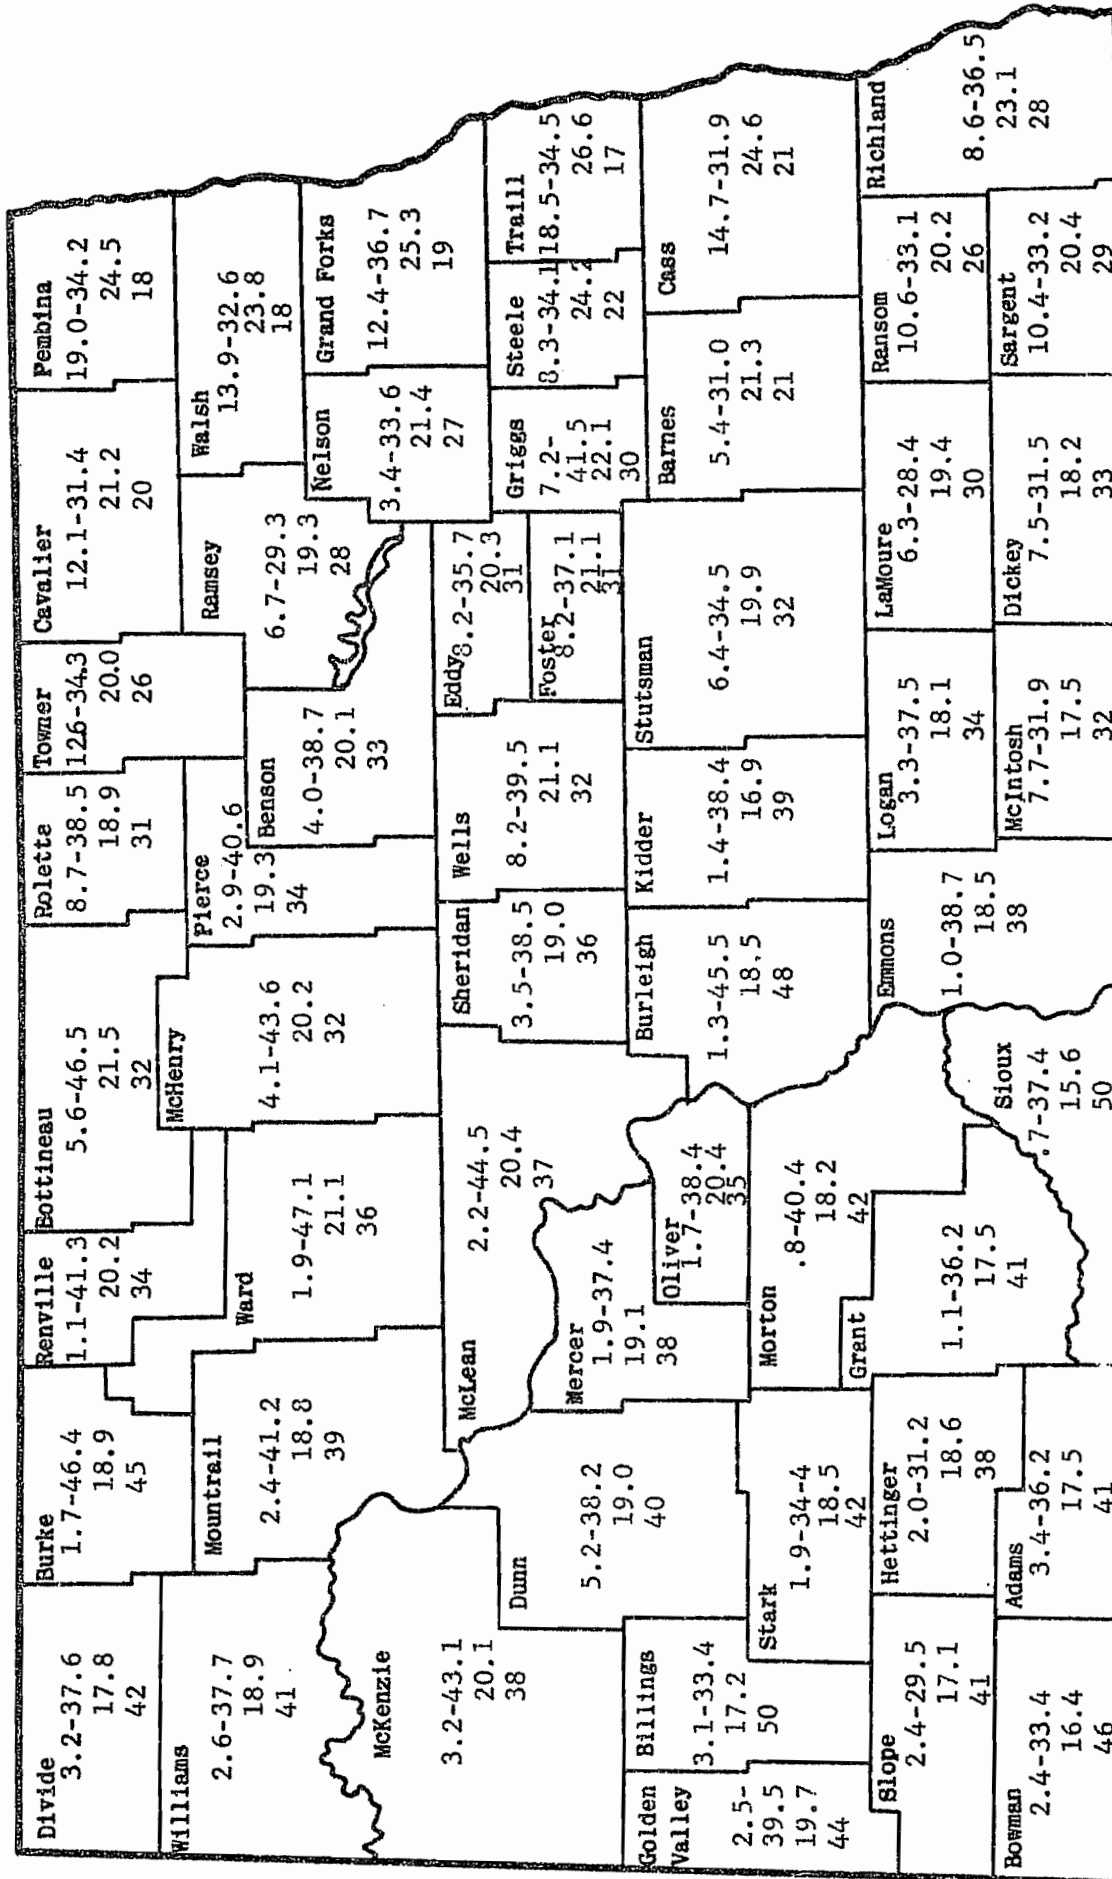 Divide
3.2-37.6
17.8
42
Burke
1.7-46.4
18.9
45
Renville
1.1-41.3
20.2
34
Bottineau
5.6-46.5
21.5
32
Rolette
8.7-38.5
18.9
31
Towner
126-34.3
20.0
26
Cavalier
12.1-31.4
21.2
20
Pembina
19.0-34.2
24.5
18
Williams
2.6-37.7
18.9
41
Mountrail
2.4-41.2
18.8
39
Ward
1.9-47.1
21.1
36
McHenry
4.1-43.6
20.2
32
Pierce
2.9-40.6
19.3
34
Benson
4.0-38.7
20.1
33
Ramsey
6.7-29.3
19.3
28
Walsh
13.9-32.6
23.8
18
Nelson
3.4-33.6
21.4
27
Grand Forks
12.4-36.7
25.3
19
McKenzie
3.2-43.1
20.1
38
Dunn
5.2-38.2
19.0
40
McLean
2.2-44.5
20.4
37
Mercer
1.9-37.4
19.1
38
Oliver
1.7-38.4
20.4
35
Sheridan
3.5-38.5
19.0
36
Wells
8.2-39.5
21.1
32
Eddy
8.2-35.7
20.3
31
Foster
8.2-37.1
21.1
31
Griggs
7.2-
41.5
22.1
30
Steele
8.3-34.1
24.2
22
Traill
18.5-34.5
26.6
17
Golden
Valley
2.5-
39.5
19.7
44
Billings
3.1-33.4
17.2
50
Stark
1.9-34-4
18.5
42
Morton
.8-40.4
18.2
42
Burleigh
1.3-45.5
18.5
48
Kidder
1.4-38.4
16.9
39
Stutsman
6.4-34.5
19.9
32
Barnes
5.4-31.0
21.3
21
Cass
14.7-31.9
24.6
21
Slope
2.4-29.5
17.1
41
Hettinger
2.0-31.2
18.6
38
Grant
1.1-36.2
17.5
41
Sioux
.7-37.4
15.6
50
Emmons
1.0-38.7
18.5
38
Logan
3.3-37.5
18.1
34
LaMoure
6.3-28.4
19.4
30
Ransom
10.6-33.1
20.2
26
Richland
8.6-36.5
23.1
28
Bowman
2.4-33.4
16.4
46
Adams
3.4-36.2
17.5
41
McIntosh
7.7-31.9
17.5
32
Dickey
7.5-31.5
18.2
33
Sargent
10.4-33.2
20.4
29